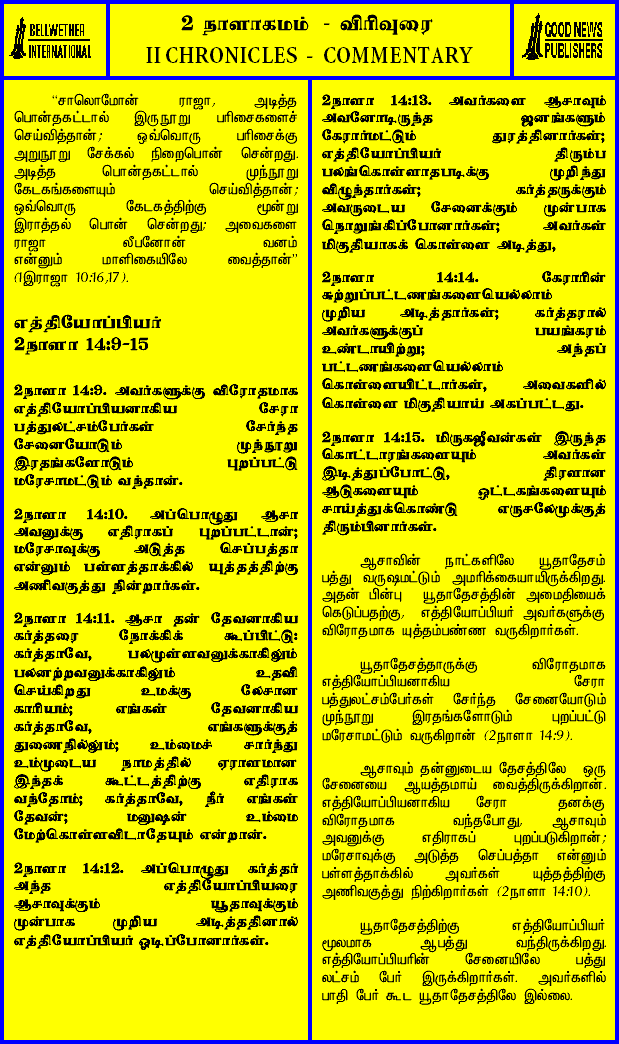 BELLWETHER
INTERNATIONAL
2 நாளாகமம் - விரிவுரை
II CHRONICLES - COMMENTARY
GOOD NEWS
PUBLISHERS
“சாலொமோன் ராஜா, அடித்த
பொன்தகட்டால் இருநூறு பரிசைகளைச்
செய்வித்தான்; ஒவ்வொரு பரிசைக்கு
அறுநூறு சேக்கல் நிறைபொன் சென்றது.
அடித்த பொன்தகட்டால் முந்நூறு
கேடகங்களையும் செய்வித்தான்;
ஒவ்வொரு கேடகத்திற்கு மூன்று
இராத்தல் பொன் சென்றது; அவைகளை
ராஜா லீபனோன் வனம்
என்னும் மாளிகையிலே வைத்தான்”
(1இராஜா 10:16,17).
எத்தியோப்பியர்
2நாளா 14:9-15
2நாளா 14:9. அவர்களுக்கு விரோதமாக
எத்தியோப்பியனாகிய சேரா
பத்துலட்சம்பேர்கள் சேர்ந்த
சேனையோடும் முந்நூறு
இரதங்களோடும் புறப்பட்டு
மரேசாமட்டும் வந்தான்.
2நாளா 14:10. அப்பொழுது ஆசா
அவனுக்கு எதிராகப் புறப்பட்டான்;
மரேசாவுக்கு அடுத்த செப்பத்தா
என்னும் பள்ளத்தாக்கில் யுத்தத்திற்கு
அணிவகுத்து நின்றார்கள்.
2நாளா 14:11. ஆசா தன் தேவனாகிய
கர்த்தரை நோக்கிக் கூப்பிட்டு:
கர்த்தாவே, பலமுள்ளவனுக்காகிலும்
பலனற்றவனுக்காகிலும் உதவி
செய்கிறது உமக்கு லேசான
காரியம்; எங்கள் தேவனாகிய
கர்த்தாவே, எங்களுக்குத்
துணைநில்லும்; உம்மைச் சார்ந்து
உம்முடைய நாமத்தில் ஏராளமான
இந்தக் கூட்டத்திற்கு எதிராக
வந்தோம்; கர்த்தாவே, நீர் எங்கள்
தேவன்; மனுஷன் உம்மை
மேற்கொள்ளவிடாதேயும் என்றான்.
2நாளா 14:12. அப்பொழுது கர்த்தர்
அந்த எத்தியோப்பியரை
ஆசாவுக்கும் யூதாவுக்கும்
முன்பாக முறிய அடித்ததினால்
எத்தியோப்பியர் ஓடிப்போனார்கள்.
2நாளா 14:13. அவர்களை ஆசாவும்
அவனோடிருந்த ஜனங்களும்
கேரார்மட்டும் துரத்தினார்கள்;
எத்தியோப்பியர் திரும்ப
பலங்கொள்ளாதபடிக்கு முறிந்து
விழுந்தார்கள்; கர்த்தருக்கும்
அவருடைய சேனைக்கும் முன்பாக
நொறுங்கிப்போனார்கள்; அவர்கள்
மிகுதியாகக் கொள்ளை அடித்து,
2நாளா 14:14. கேராரின்
சுற்றுப்பட்டணங்களையெல்லாம்
முறிய அடித்தார்கள்; கர்த்தரால்
அவர்களுக்குப் பயங்கரம்
உண்டாயிற்று; அந்தப்
பட்டணங்களையெல்லாம்
கொள்ளையிட்டார்கள், அவைகளில்
கொள்ளை மிகுதியாய் அகப்பட்டது.
2நாளா 14:15. மிருகஜீவன்கள் இருந்த
கொட்டாரங்களையும் அவர்கள்
இடித்துப்போட்டு, திரளான
ஆடுகளையும் ஒட்டகங்களையும்
சாய்த்துக்கொண்டு எருசலேமுக்குத்
திரும்பினார்கள்.
ஆசாவின் நாட்களிலே யூதாதேசம்
பத்து வருஷமட்டும் அமரிக்கையாயிருக்கிறது.
அதன் பின்பு யூதாதேசத்தின் அமைதியைக்
கெடுப்பதற்கு, எத்தியோப்பியர் அவர்களுக்கு
விரோதமாக யுத்தம்பண்ண வருகிறார்கள்.
யூதாதேசத்தாருக்கு விரோதமாக
எத்தியோப்பியனாகிய சேரா
பத்துலட்சம்பேர்கள் சேர்ந்த சேனையோடும்
முந்நூறு இரதங்களோடும் புறப்பட்டு
மரேசாமட்டும் வருகிறான் (2நாளா 14:9).
ஆசாவும் தன்னுடைய தேசத்திலே ஒரு
சேனையை ஆயத்தமாய் வைத்திருக்கிறான்.
எத்தியோப்பியனாகிய சேரா தனக்கு
விரோதமாக வந்தபோது, ஆசாவும்
அவனுக்கு எதிராகப் புறப்படுகிறான்;
மரேசாவுக்கு அடுத்த செப்பத்தா என்னும்
பள்ளத்தாக்கில் அவர்கள் யுத்தத்திற்கு
அணிவகுத்து நிற்கிறார்கள் (2நாளா 14:10).
யூதாதேசத்திற்கு எத்தியோப்பியர்
மூலமாக ஆபத்து வந்திருக்கிறது.
எத்தியோப்பியரின் சேனையிலே பத்து
லட்சம் பேர் இருக்கிறார்கள். அவர்களில்
பாதி பேர் கூட யூதாதேசத்திலே இல்லை.